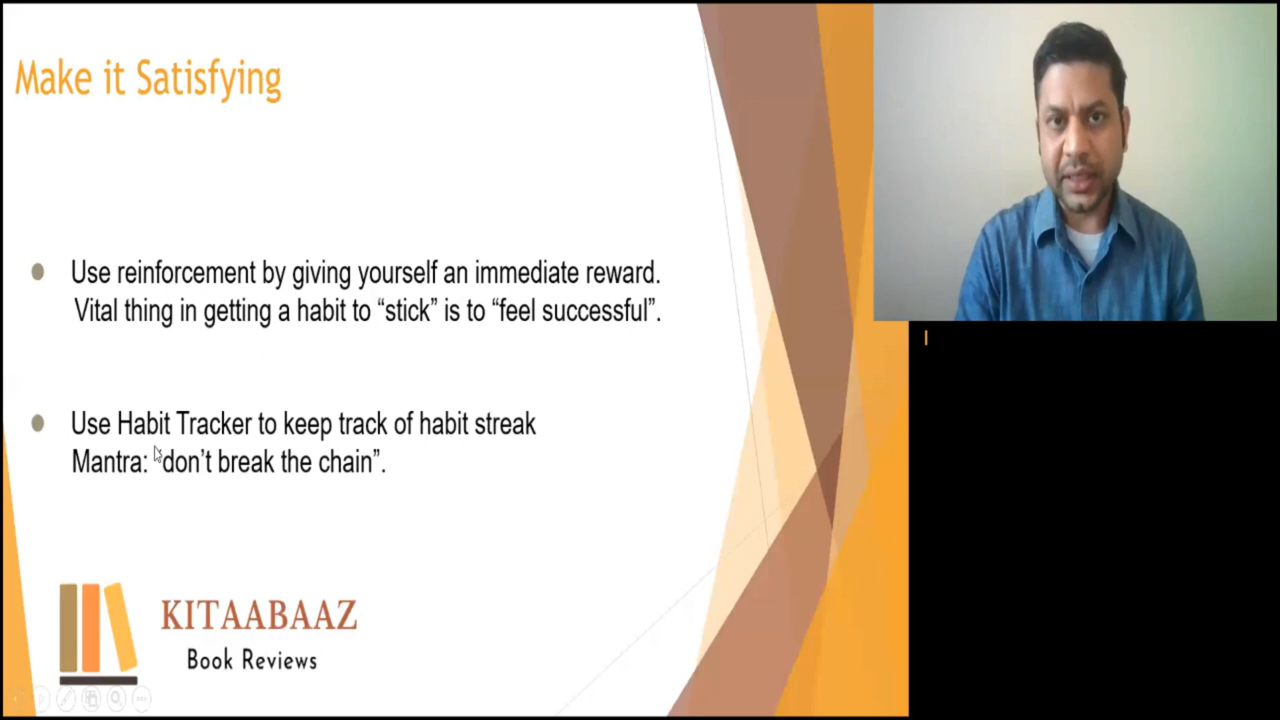 Make it Satisfying
Use reinforcement by giving yourself an immediate reward.
Vital thing in getting a habit to “stick” is to “feel successful”.
Use Habit Tracker to keep track of habit streak
Mantra: “don’t break the chain”.
KITAABAAZ
Book Reviews